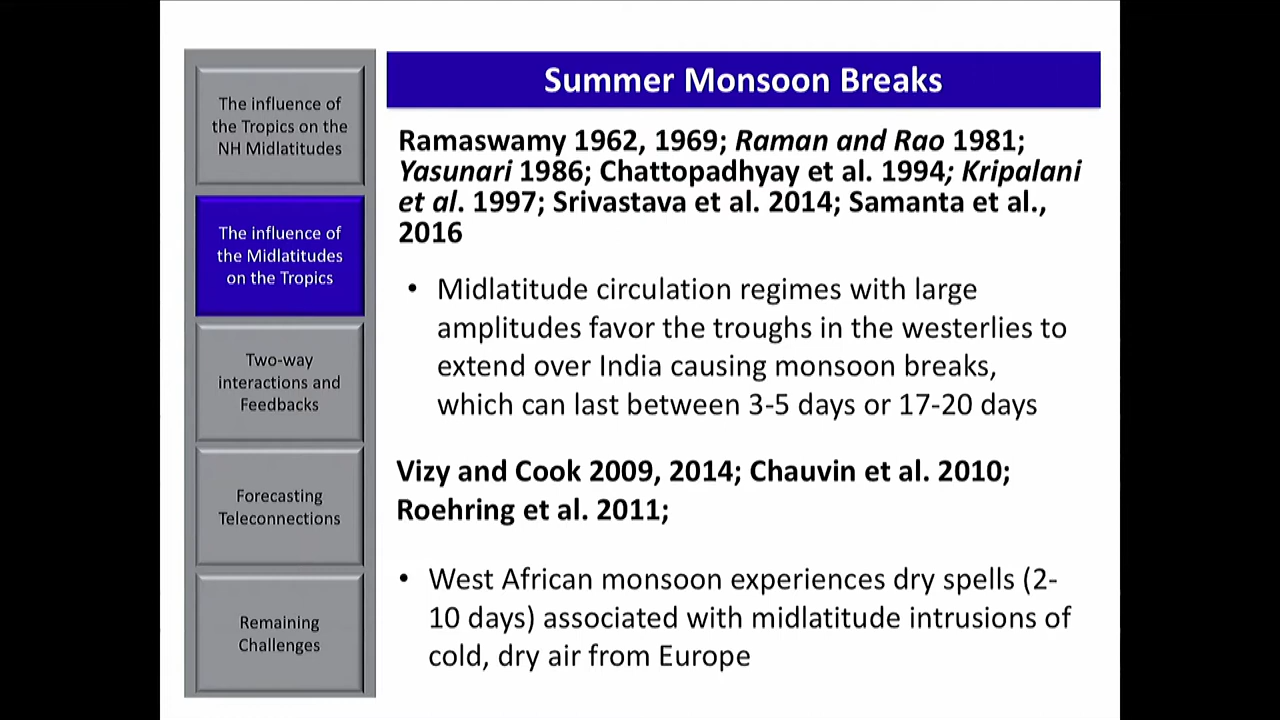 The influence of
the Tropics on the
NH Midlatitudes
The influence of
the Midlatitudes
on the Tropics
Two-way
interactions and
Feedbacks
Forecasting
Teleconnections
Remaining
Challenges
Summer Monsoon Breaks
Ramaswamy 1962, 1969; Raman and Rao 1981;
Yasunari 1986; Chattopadhyay et al. 1994; Kripalani
et al. 1997; Srivastava et al. 2014; Samanta et al.,
2016
• Midlatitude circulation regimes with large
amplitudes favor the troughs in the westerlies to
extend over India causing monsoon breaks,
which can last between 3-5 days or 17-20 days
Vizy and Cook 2009, 2014; Chauvin et al. 2010;
Roehring et al. 2011;
• West African monsoon experiences dry spells (2-
10 days) associated with midlatitude intrusions of
cold, dry air from Europe